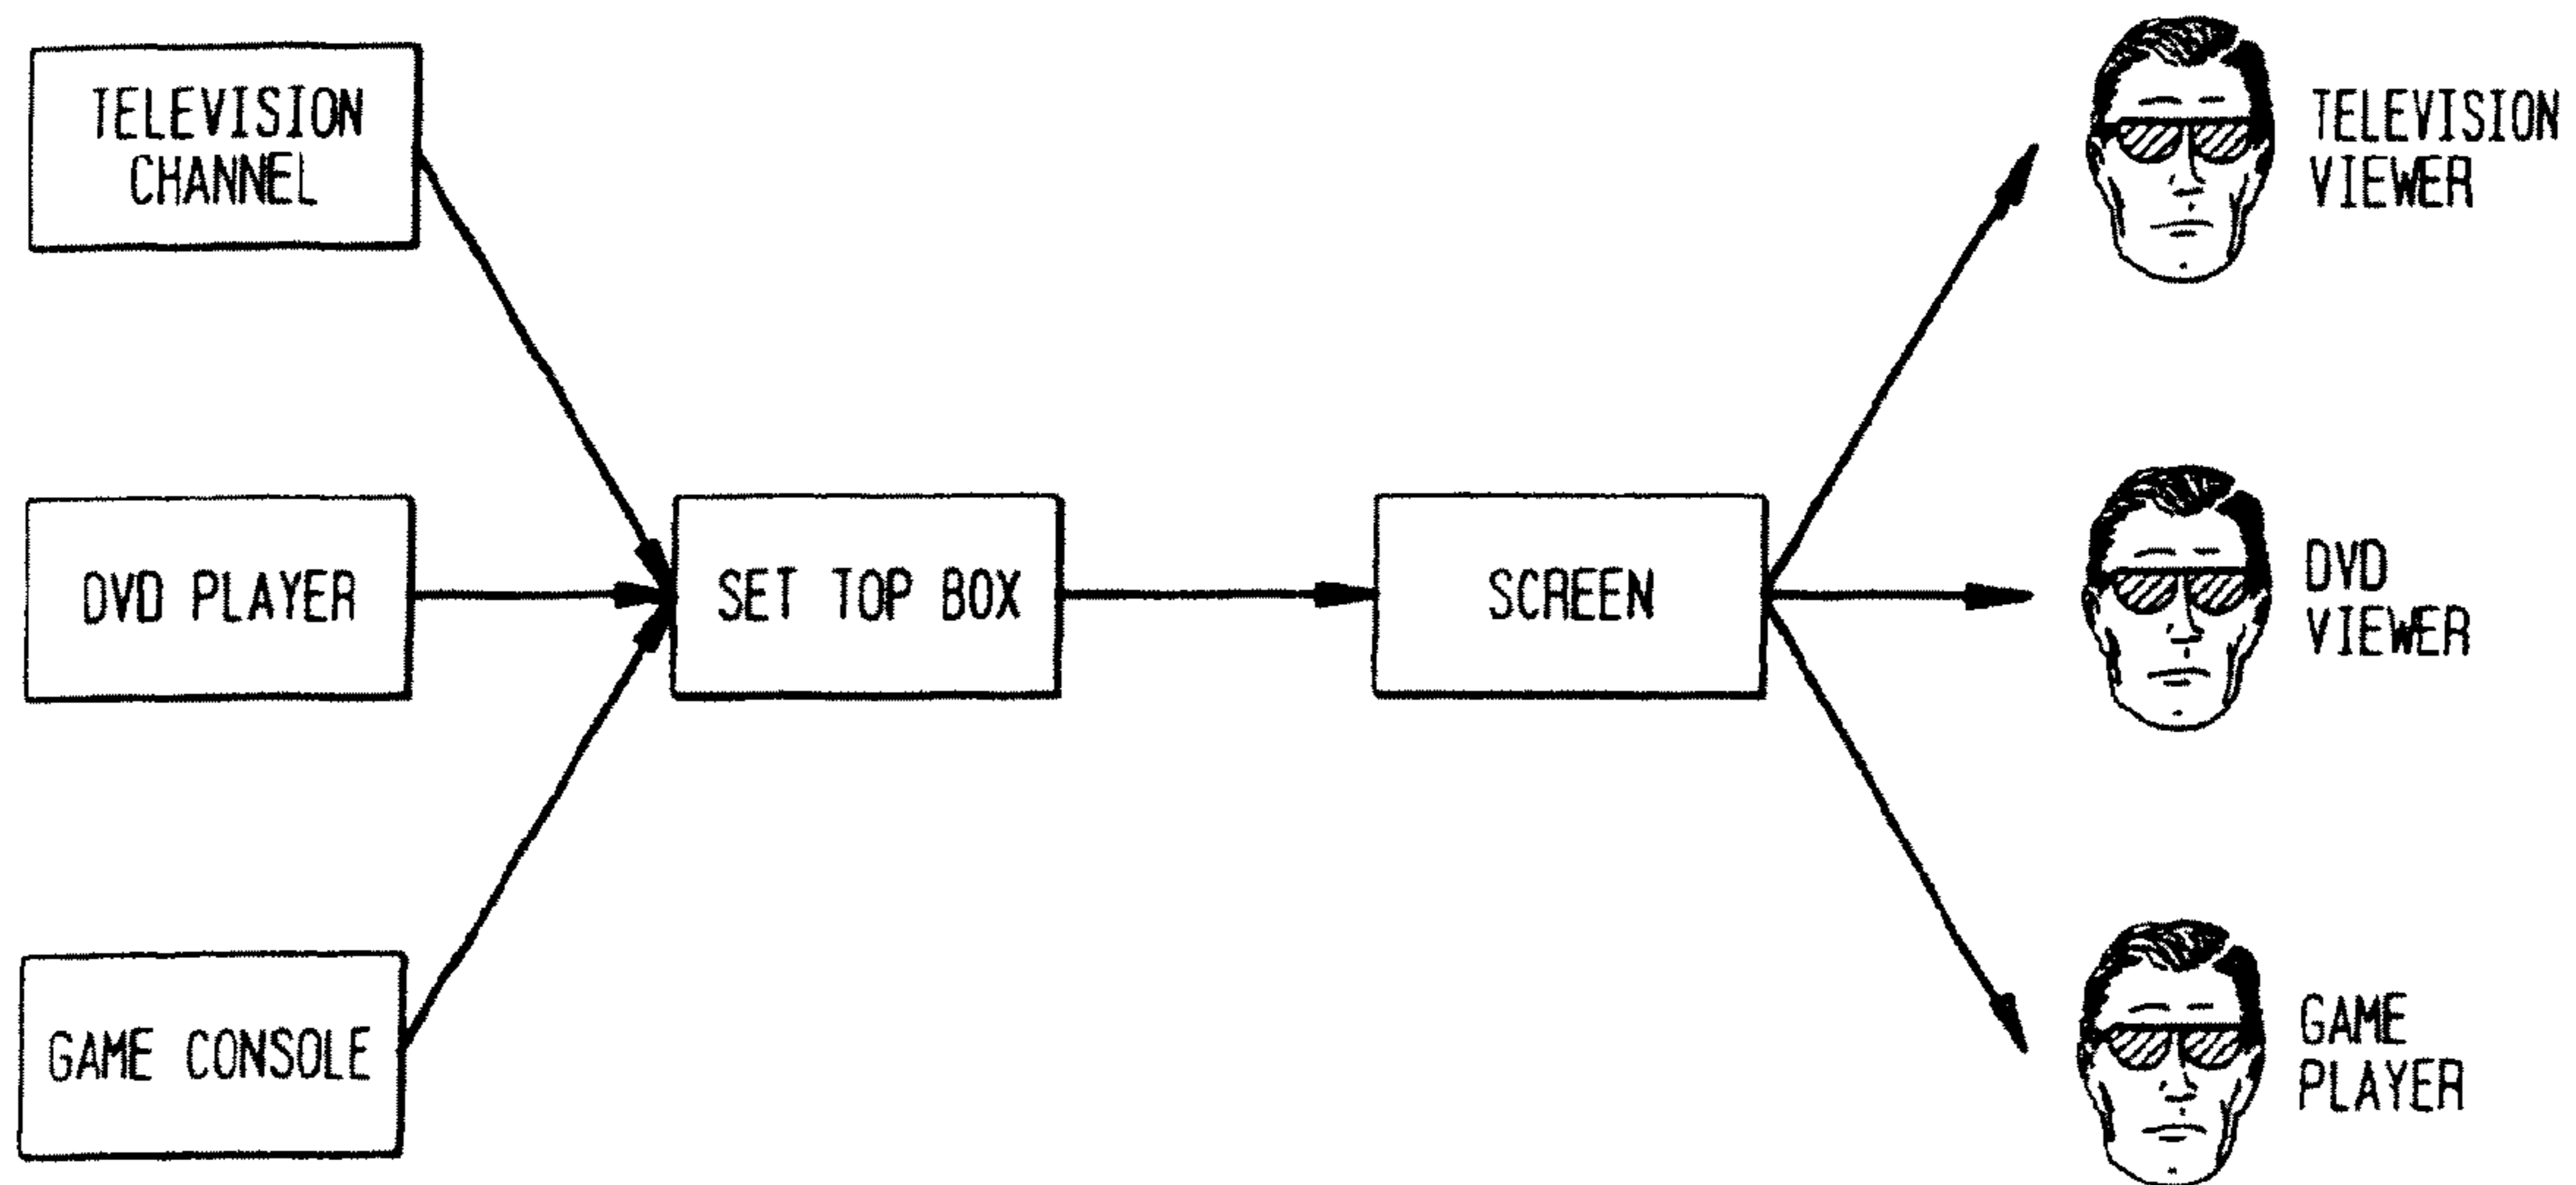 TELEVISION
CHANNEL
TELEVISION
VIEWER
DVD PLAYER
SET TOP BOX
SCREEN
DVD
VIEWER
GAME CONSOLE
GAME
PLAYER